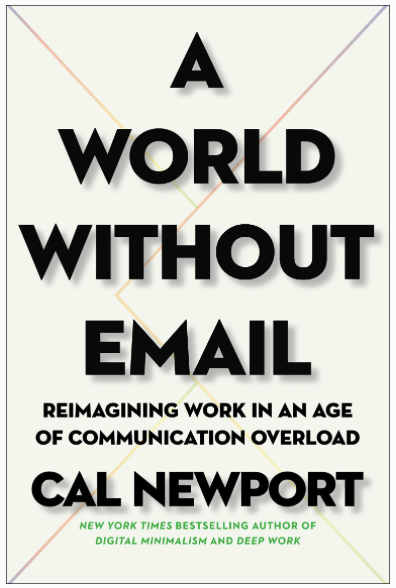 A
WORLD
WITHOUT
EMAIL
REIMAGINING WORK IN AN AGE
OF COMMUNICATION OVERLOAD
CAL NEWPORT
NEW YORK TIMES BESTSELLING AUTHOR OF
DIGITAL MINIMALISM AND DEEP WORK